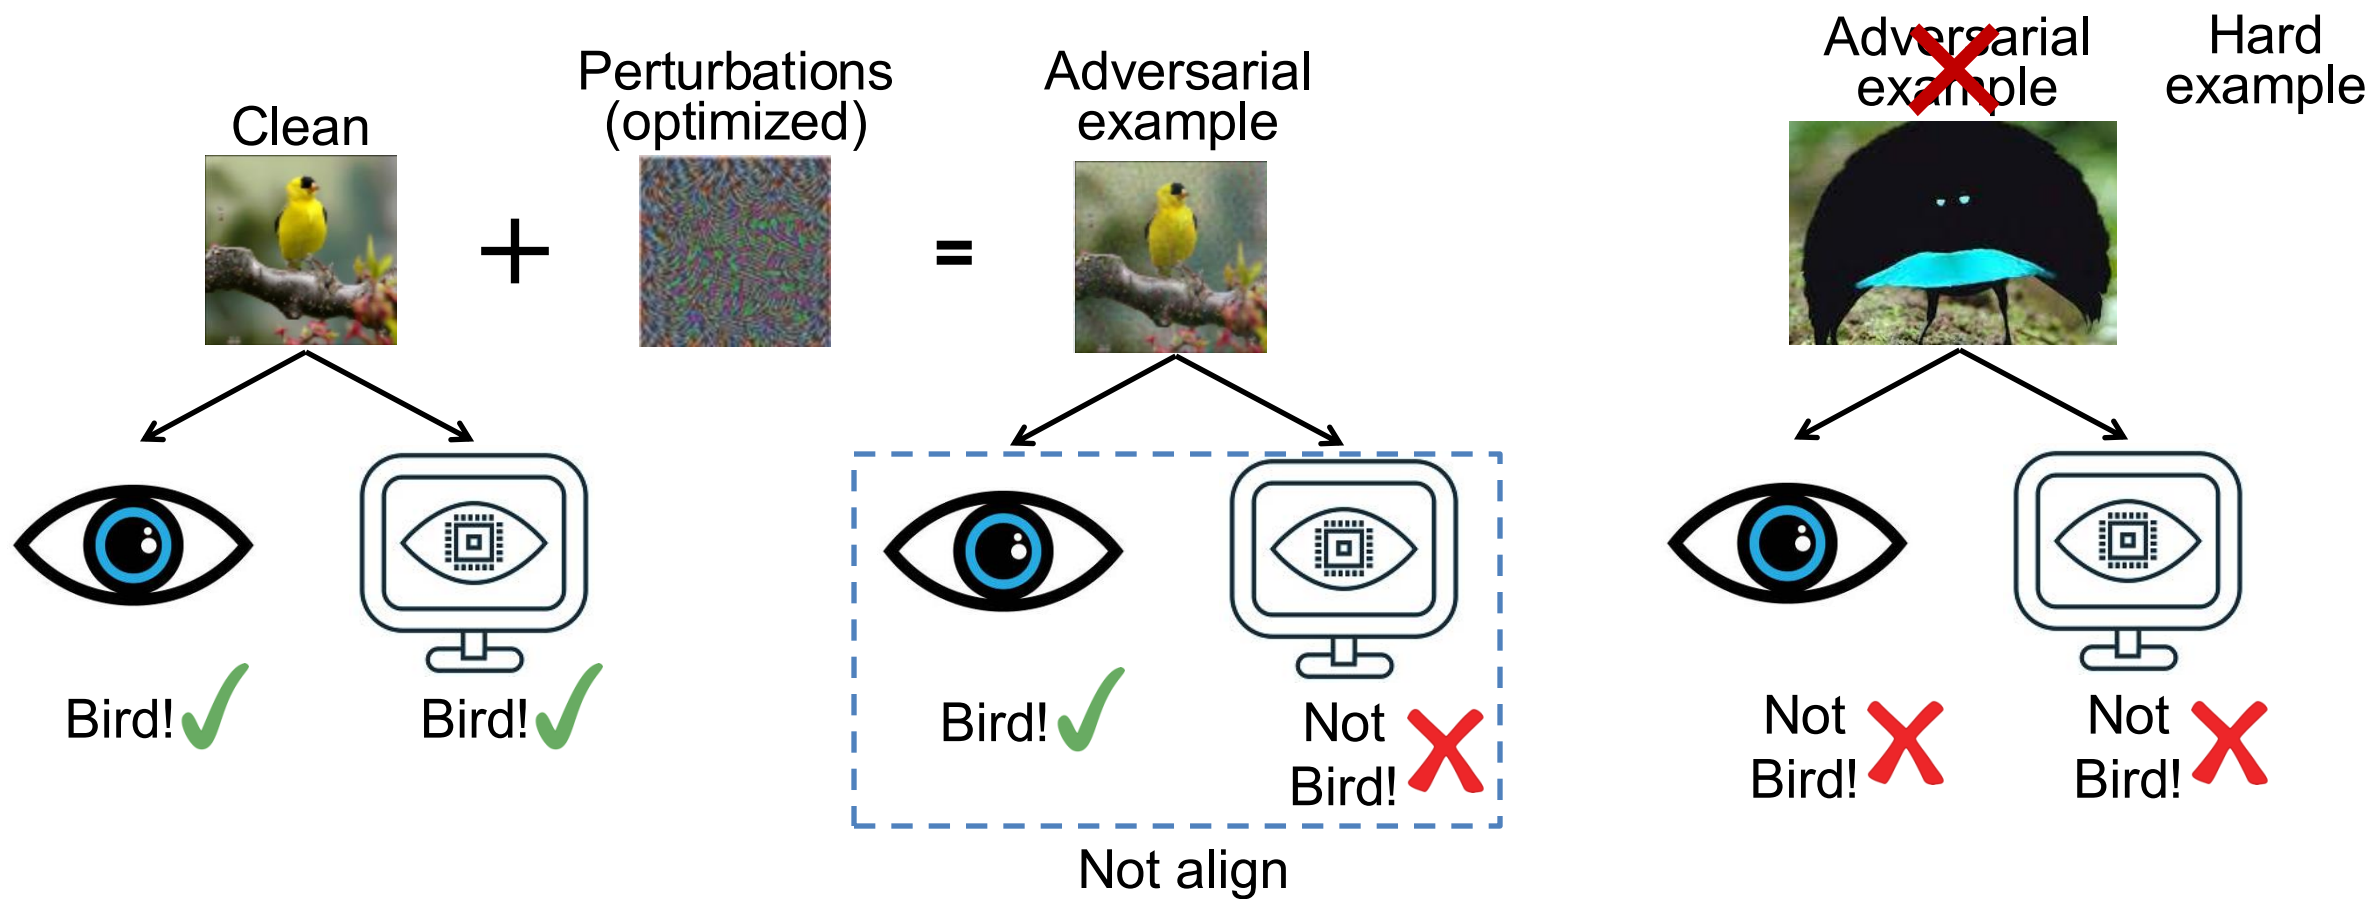 Clean
Perturbations
(optimized)
Adversarial
example
Adversarial
example
Hard
example
+
=
Bird!
Bird!
Bird!
Not
Bird!
Not
Bird!
Not
Bird!
Not align